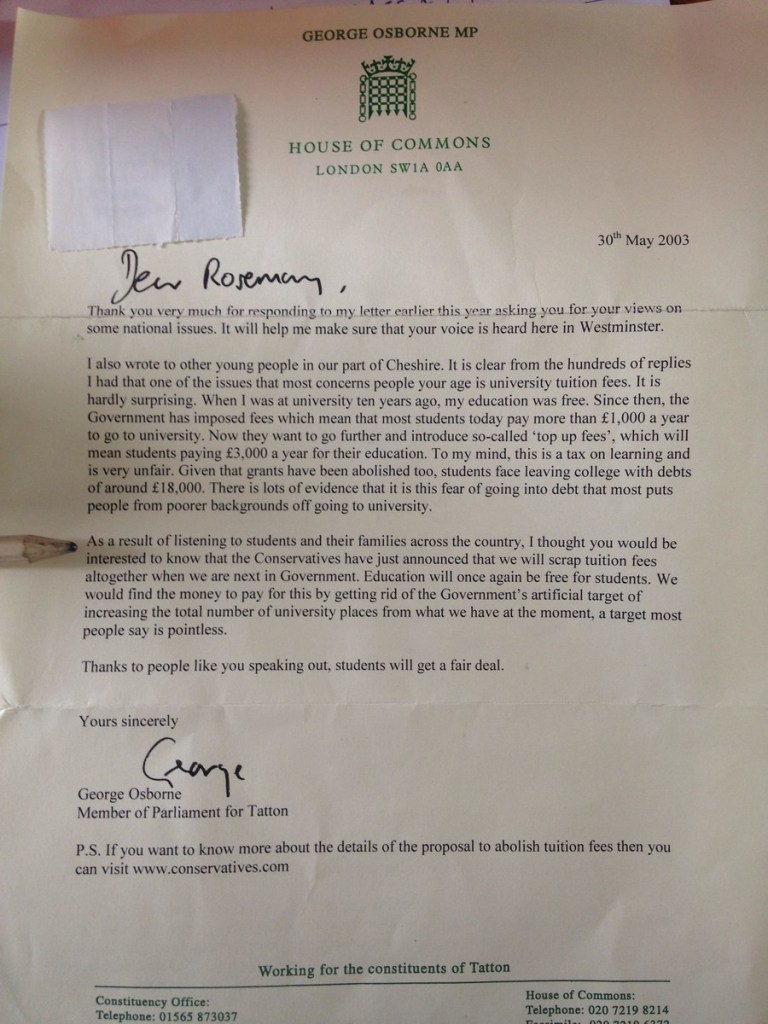 GEORGE OSBORNE MP
HOUSE OF COMMONS
LONDON SW1A 0AA
30th May 2003
Dear Rosemary,
Thank you very much for responding to my letter earlier this year asking you for your views on
some national issues. It will help me make sure that your voice is heard here in Westminster.
I also wrote to other young people in our part of Cheshire. It is clear from the hundreds of replies
I had that one of the issues that most concerns people your age is university tuition fees. It is
hardly surprising. When I was at university ten years ago, my education was free. Since then, the
Government has imposed fees which mean that most students today pay more than £1,000 a year
to go to university. Now they want to go further and introduce so-called ‘top up fees’, which will
mean students paying £3,000 a year for their education. To my mind, this is a tax on learning and
is very unfair. Given that grants have been abolished too, students face leaving college with debts
of around £18,000. There is lots of evidence that it is this fear of going into debt that most puts
people from poorer backgrounds off going to university.
As a result of listening to students and their families across the country, I thought you would be
interested to know that the Conservatives have just announced that we will scrap tuition fees
altogether when we are next in Government. Education will once again be free for students. We
would find the money to pay for this by getting rid of the Government’s artificial target of
increasing the total number of university places from what we have at the moment, a target most
people say is pointless.
Thanks to people like you speaking out, students will get a fair deal.
Yours sincerely
George
George Osborne
Member of Parliament for Tatton
P.S. If you want to know more about the details of the proposal to abolish tuition fees then you
can visit www.conservatives.com
Working for the constituents of Tatton
Constituency Office:
Telephone: 01565 873037
House of Commons:
Telephone: 020 7219 8214